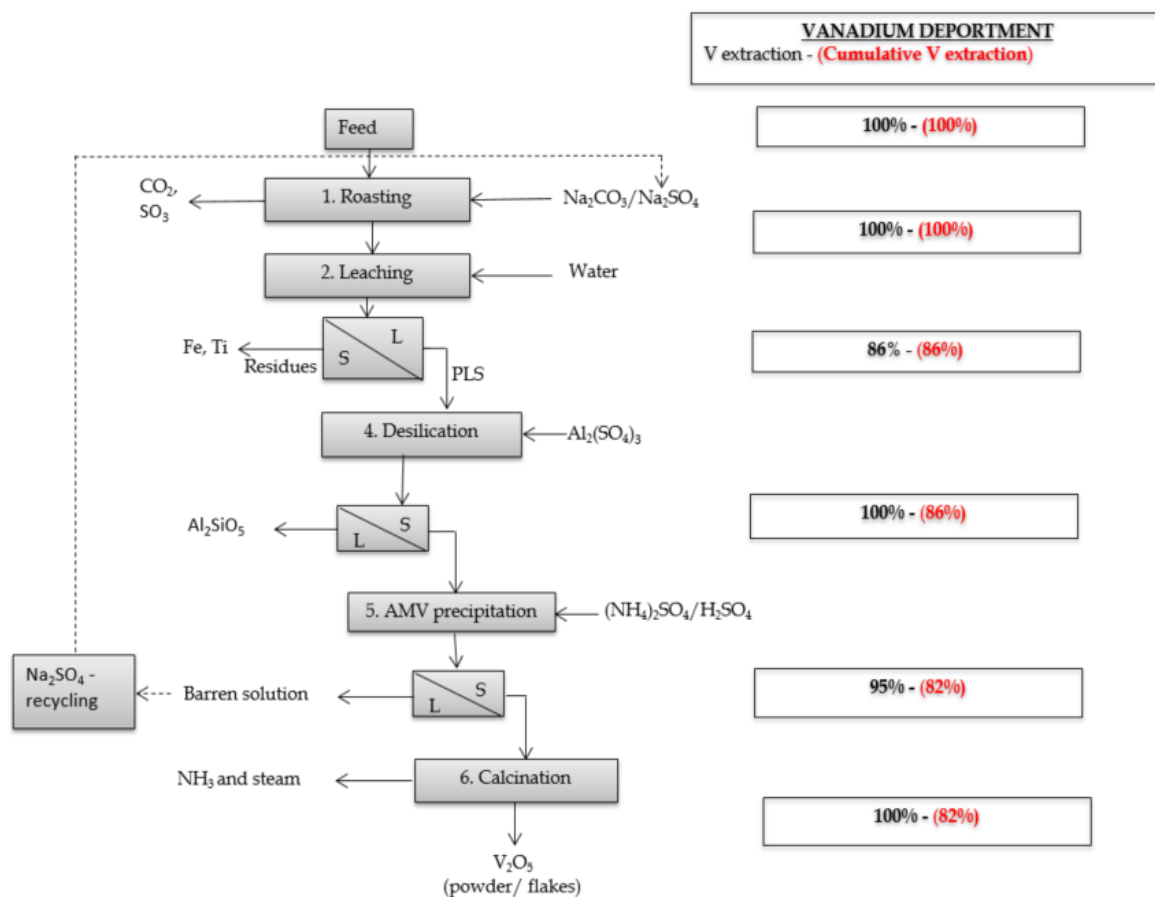 VANADIUM DEPORTMENT
V extraction - (Cumulative V extraction)
Feed
100% - (100%)
CO₂,
SO₃
1. Roasting
Na₂CO₃/Na₂SO₄
100% - (100%)
2. Leaching
Water
Fe, Ti
Residues
S
L
PLS
86% - (86%)
4. Desilication
Al₂(SO₄)₃
Al₂SiO₅
L
S
100% - (86%)
5. AMV precipitation
(NH₄)₂SO₄/H₂SO₄
Na₂SO₄ -
recycling
Barren solution
L
S
95% - (82%)
NH₃ and steam
6. Calcination
100% - (82%)
V₂O₅
(powder/ flakes)